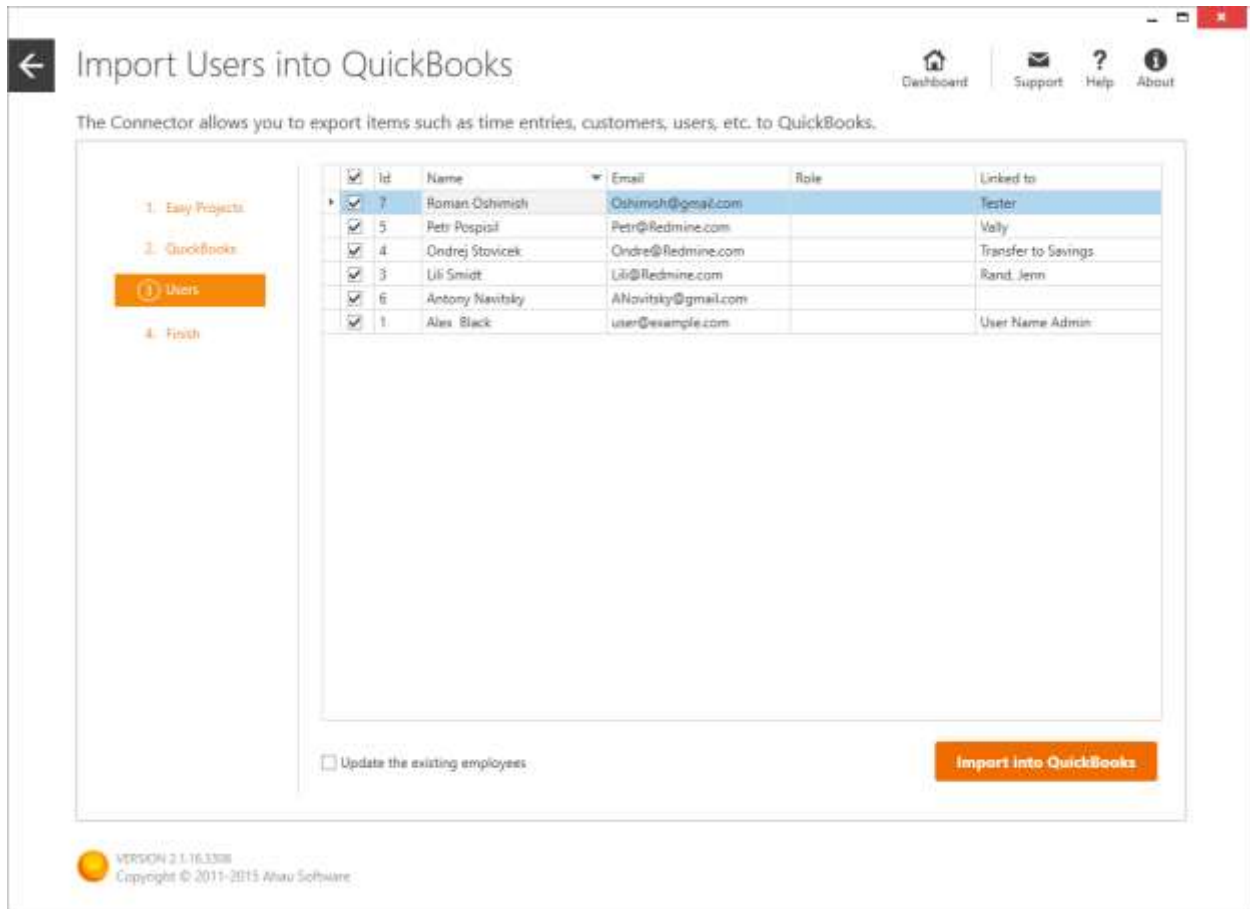 Import Users into QuickBooks
Dashboard Support ? Help About
The Connector allows you to export items such as time entries, customers, users, etc. to QuickBooks.
Id Name Email Role Linked to
1. Easy Projects
2. QuickBooks
3 Users
4. Finish
7 Roman Oshimish Oshimish@gmail.com Tester
5 Petr Pospisil Petr@Redmine.com Vally
4 Ondrej Stovicek Ondre@Redmine.com Transfer to Savings
3 Lili Smidt Lili@Redmine.com Rand, Jenn
6 Antony Navitsky ANovitsky@gmail.com
1 Alex Black user@example.com User Name Admin
Update the existing employees
Import into QuickBooks
VERSION 2.1.16.3308
Copyright © 2011-2015 Ahau Software